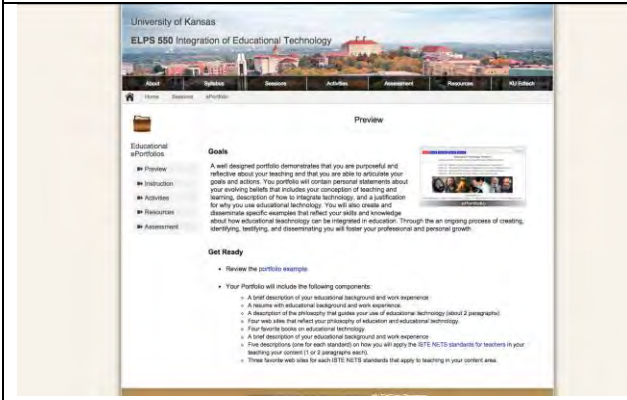 University of Kansas
ELPS 550 Integration of Educational Technology
About Syllabus Sessions Activities Assessment Resources KU Edtech
Home Sessions ePortfolio
Preview
Educational
ePortfolios
Preview
Instruction
Activities
Resources
Assessment
Goals
A well designed portfolio demonstrates that you are purposeful and
reflective about your teaching and that you are able to articulate your
goals and actions. You portfolio will contain personal statements about
your evolving beliefs that includes your conception of teaching and
learning, description of how to integrate technology, and a justification
for why you use educational technology. You will also create and
disseminate specific examples that reflect your skills and knowledge
about how educational teachnology can be integrated in education. Through the an ongoing process of creating,
identifying, testifying, and disseminating you will foster your professional and personal growth.
ePortfolio
Get Ready
• Review the portfolio example.
• Your Portfolio will include the following components:
A brief description of your educational background and work experience
A resume with educational background and work experience.
A description of the philosophy that guides your use of educational technology (about 2 paragraphs)
Four web sites that reflect your philosophy of education and educational technology.
Four favorite books on educational technology
A brief description of your educational background and work experience
Five descriptions (one for each standard) on how you will apply the ISTE NETS standards for teachers in your
teaching your content (1 or 2 paragraphs each).
Three favorite web sites for each ISTE NETS standards that apply to teaching in your content area.